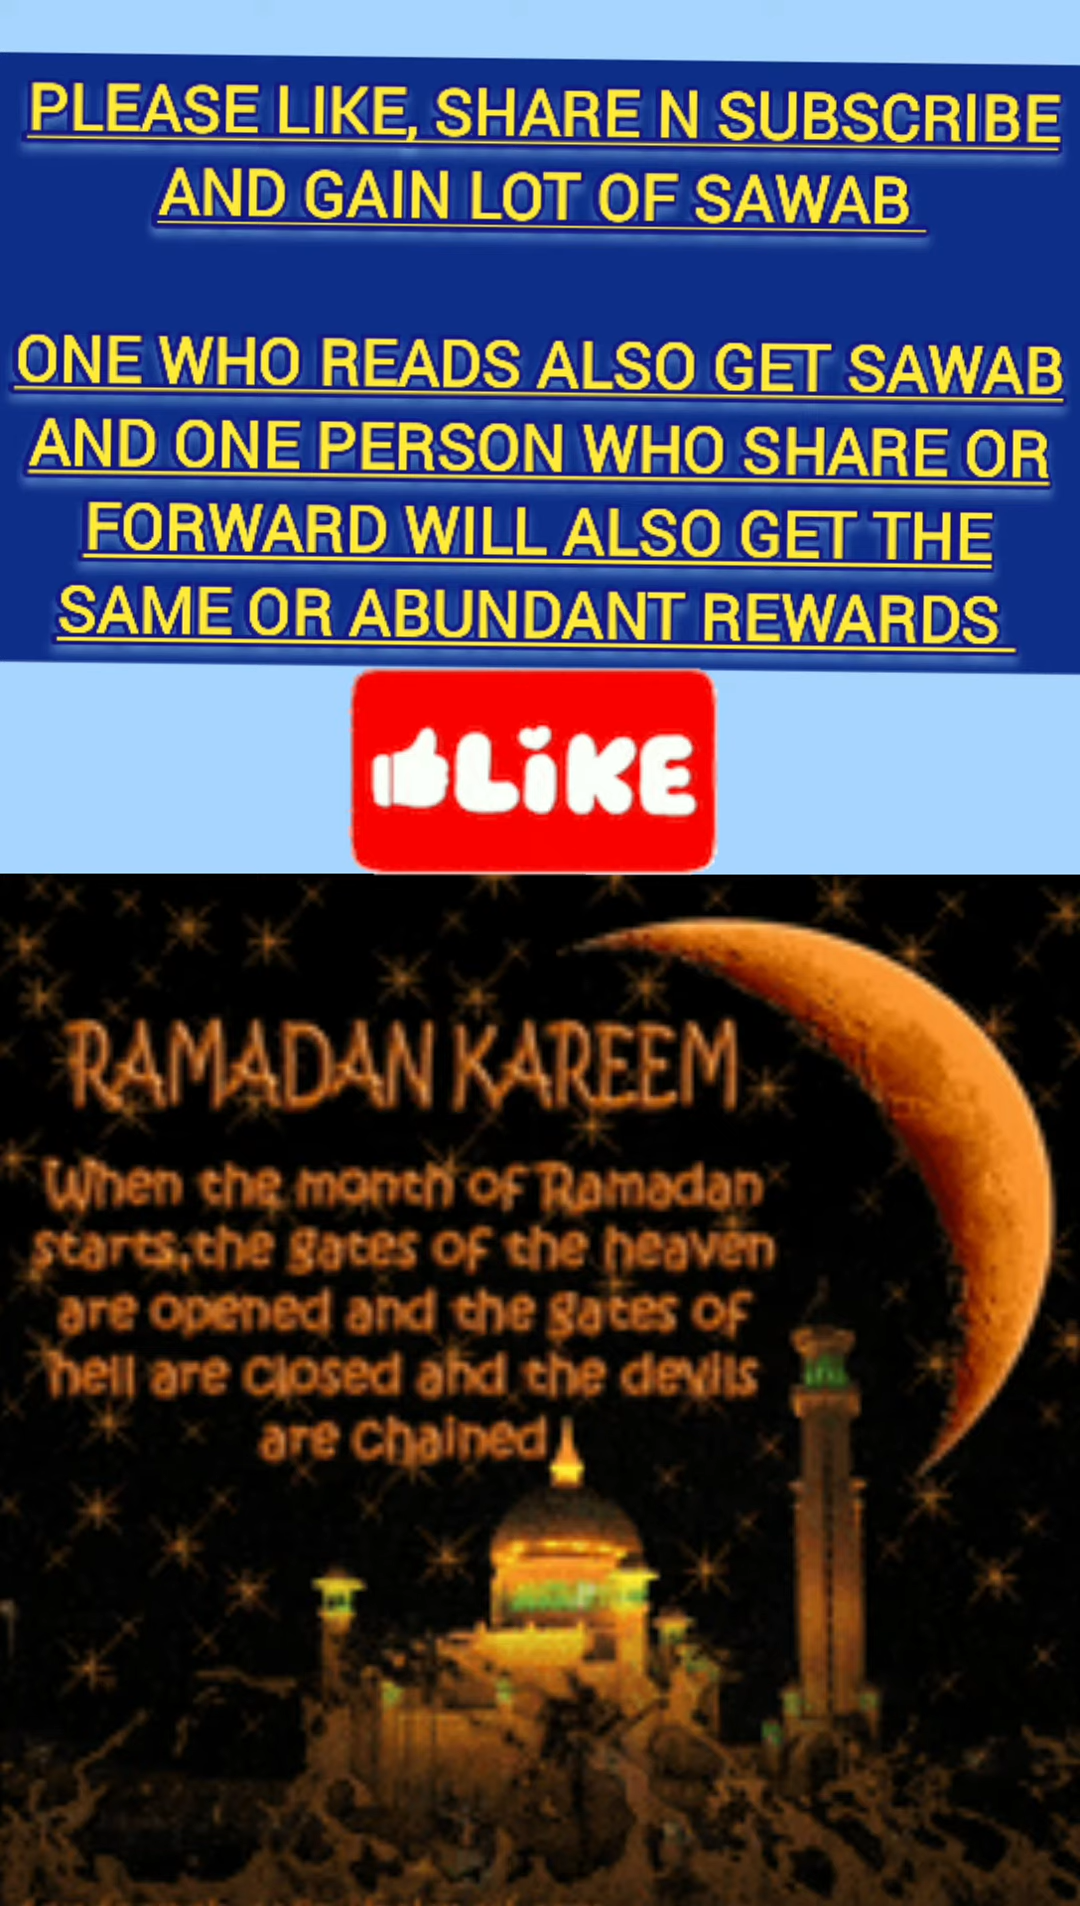 PLEASE LIKE, SHARE N SUBSCRIBE
AND GAIN LOT OF SAWAB
ONE WHO READS ALSO GET SAWAB
AND ONE PERSON WHO SHARE OR
FORWARD WILL ALSO GET THE
SAME OR ABUNDANT REWARDS
LiKE
RAMADAN KAREEM
When the month of Ramadan
starts,the gates of the heaven
are opened and the gates of
hell are closed and the devils
are chained